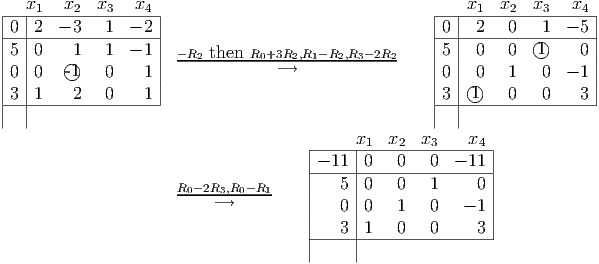 x₁ x₂ x₃ x₄
0 2 −3 1 −2
5 0 1 1 −1
0 0 -1 0 1
3 1 2 0 1
−R₂ then R₀+3R₂,R₁−R₂,R₃−2R₂
⟶
x₁ x₂ x₃ x₄
0 2 0 1 −5
5 0 0 1 0
0 0 1 0 −1
3 1 0 0 3
R₀−2R₃,R₀−R₁
⟶
x₁ x₂ x₃ x₄
−11 0 0 0 −11
5 0 0 1 0
0 0 1 0 −1
3 1 0 0 3